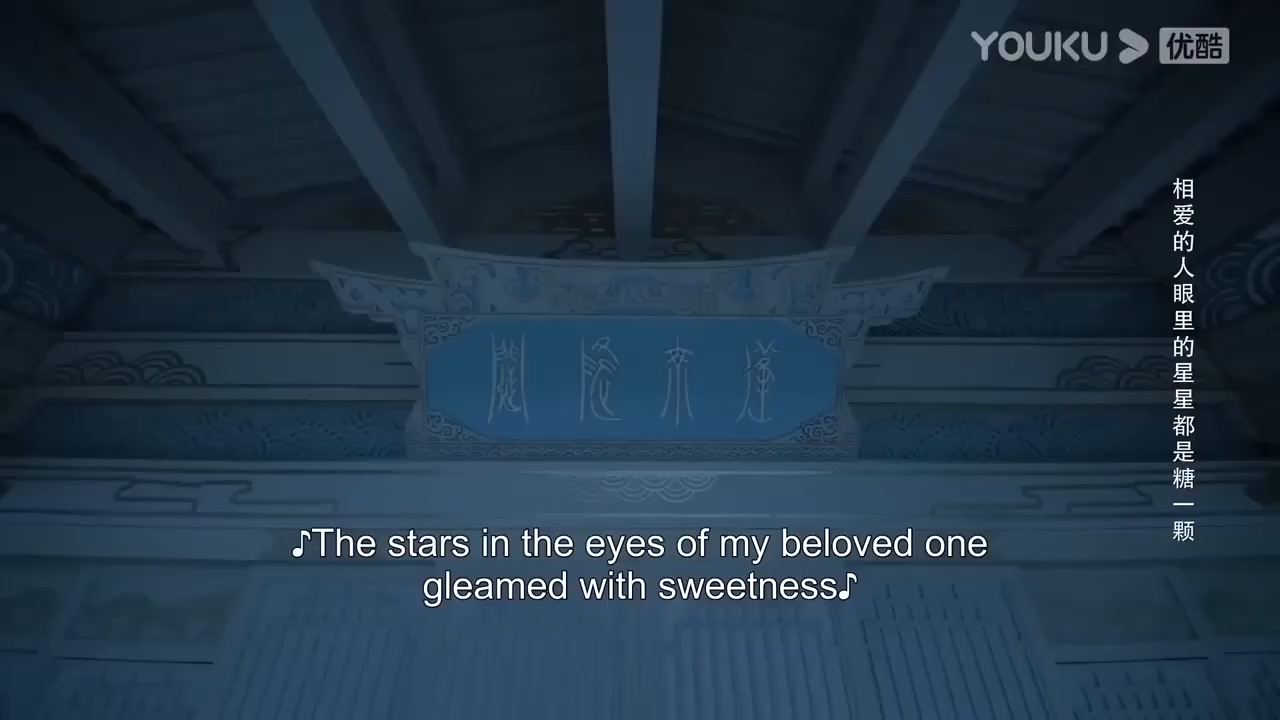 YOUKU 优酷
相爱的人眼里的星星都是糖一颗
♪The stars in the eyes of my beloved one
gleamed with sweetness♪